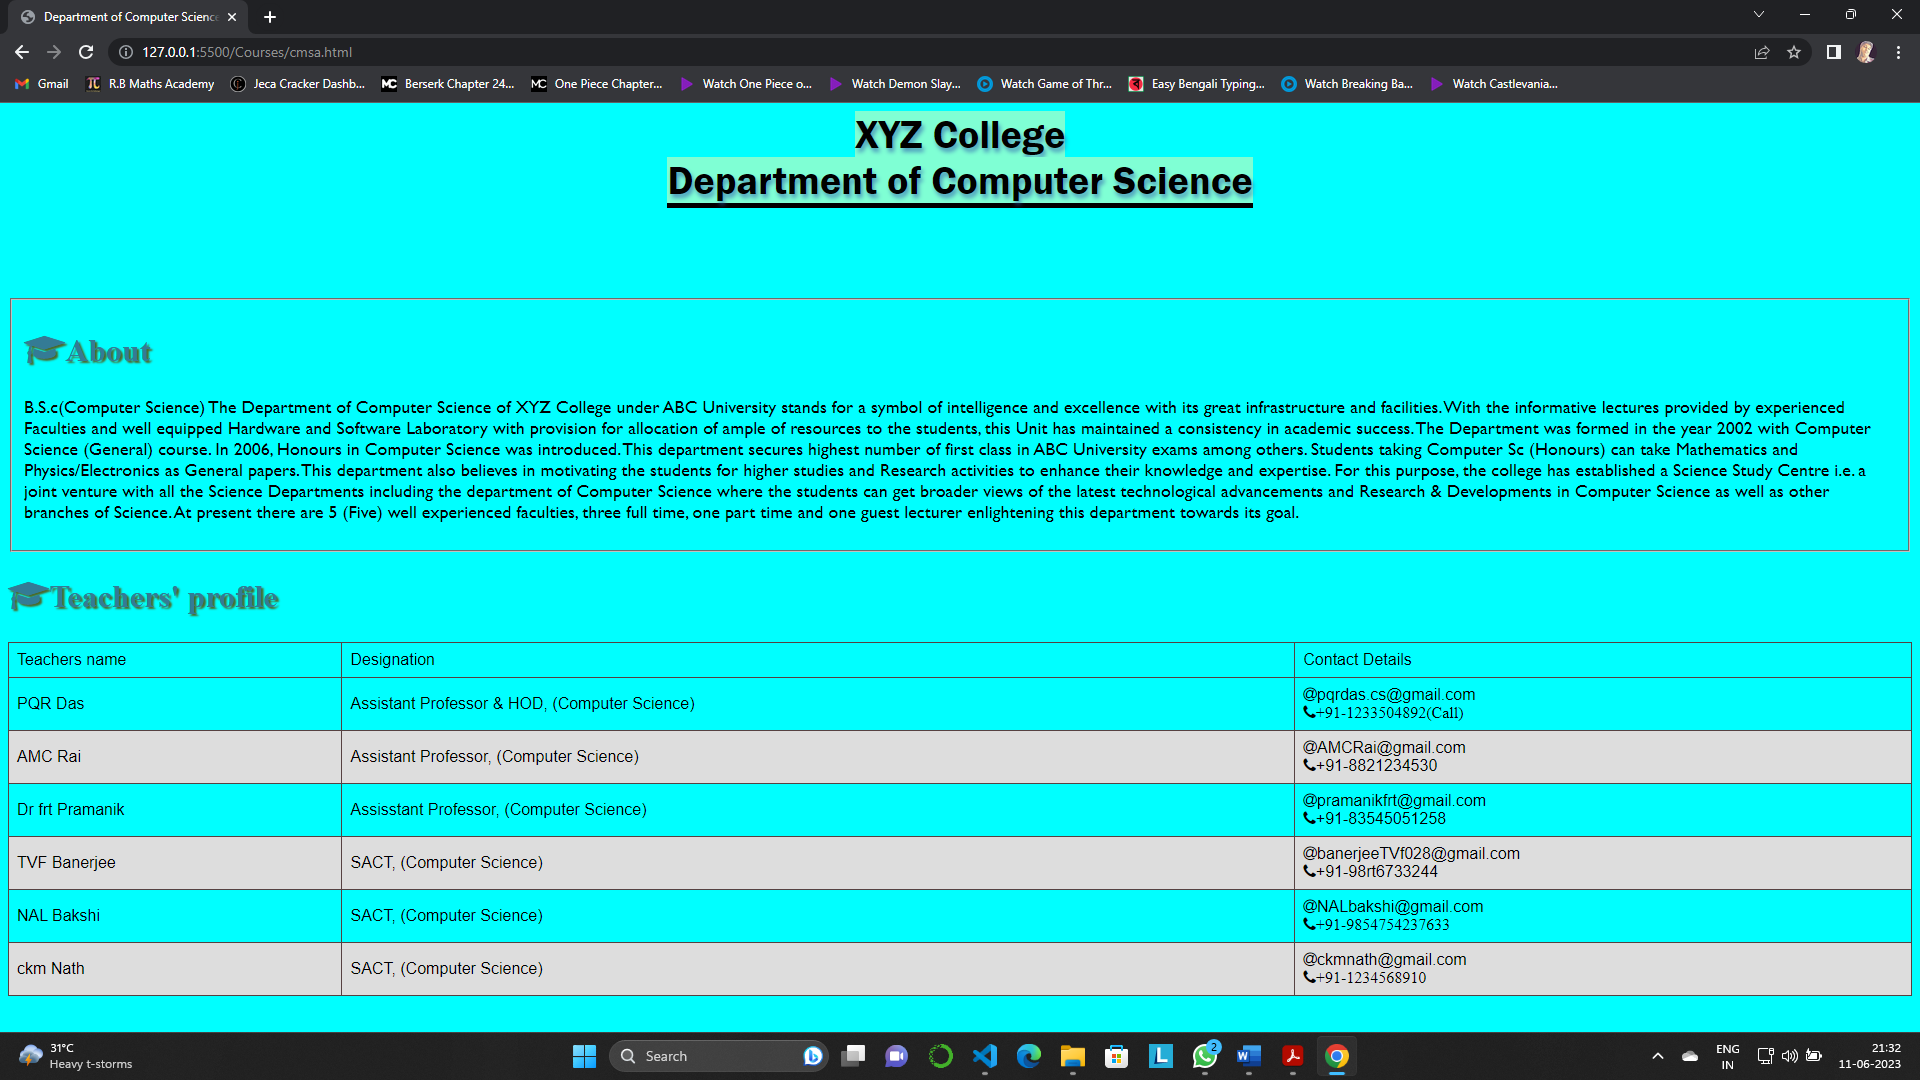 Department of Computer Science
127.0.0.1:5500/Courses/cmsa.html
Gmail
R.B Maths Academy
Jeca Cracker Dashb...
MC
Berserk Chapter 24...
MC
One Piece Chapter...
Watch One Piece o...
Watch Demon Slay...
Watch Game of Thr...
Easy Bengali Typing...
Watch Breaking Ba...
Watch Castlevania...
XYZ College
Department of Computer Science
About
B.S.c(Computer Science) The Department of Computer Science of XYZ College under ABC University stands for a symbol of intelligence and excellence with its great infrastructure and facilities. With the informative lectures provided by experienced
Faculties and well equipped Hardware and Software Laboratory with provision for allocation of ample of resources to the students, this Unit has maintained a consistency in academic success. The Department was formed in the year 2002 with Computer
Science (General) course. In 2006, Honours in Computer Science was introduced. This department secures highest number of first class in ABC University exams among others. Students taking Computer Sc (Honours) can take Mathematics and
Physics/Electronics as General papers. This department also believes in motivating the students for higher studies and Research activities to enhance their knowledge and expertise. For this purpose, the college has established a Science Study Centre i.e. a
joint venture with all the Science Departments including the department of Computer Science where the students can get broader views of the latest technological advancements and Research & Developments in Computer Science as well as other
branches of Science. At present there are 5 (Five) well experienced faculties, three full time, one part time and one guest lecturer enlightening this department towards its goal.
Teachers' profile
Teachers name
Designation
Contact Details
PQR Das
Assistant Professor & HOD, (Computer Science)
@pqrdas.cs@gmail.com
+91-1233504892(Call)
AMC Rai
Assistant Professor, (Computer Science)
@AMCRai@gmail.com
+91-8821234530
Dr frt Pramanik
Assisstant Professor, (Computer Science)
@pramanikfrt@gmail.com
+91-83545051258
TVF Banerjee
SACT, (Computer Science)
@banerjeeTVf028@gmail.com
+91-98rt6733244
NAL Bakshi
SACT, (Computer Science)
@NALbakshi@gmail.com
+91-9854754237633
ckm Nath
SACT, (Computer Science)
@ckmnath@gmail.com
+91-1234568910
31°C
Heavy t-storms
Search
L
2
W
ENG
IN
21:32
11-06-2023